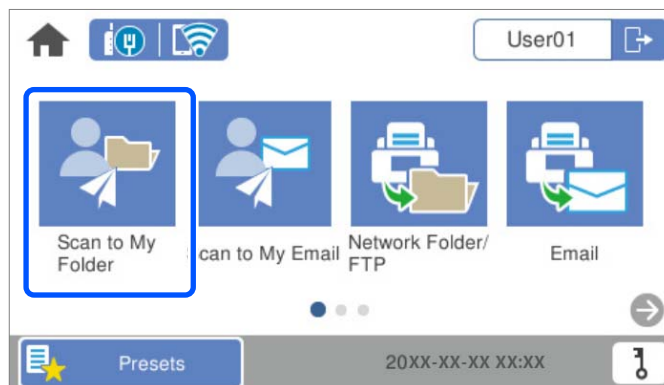 User01
Scan to My
Folder
can to My Email
Network Folder/
FTP
Email
Presets
20XX-XX-XX XX:XX